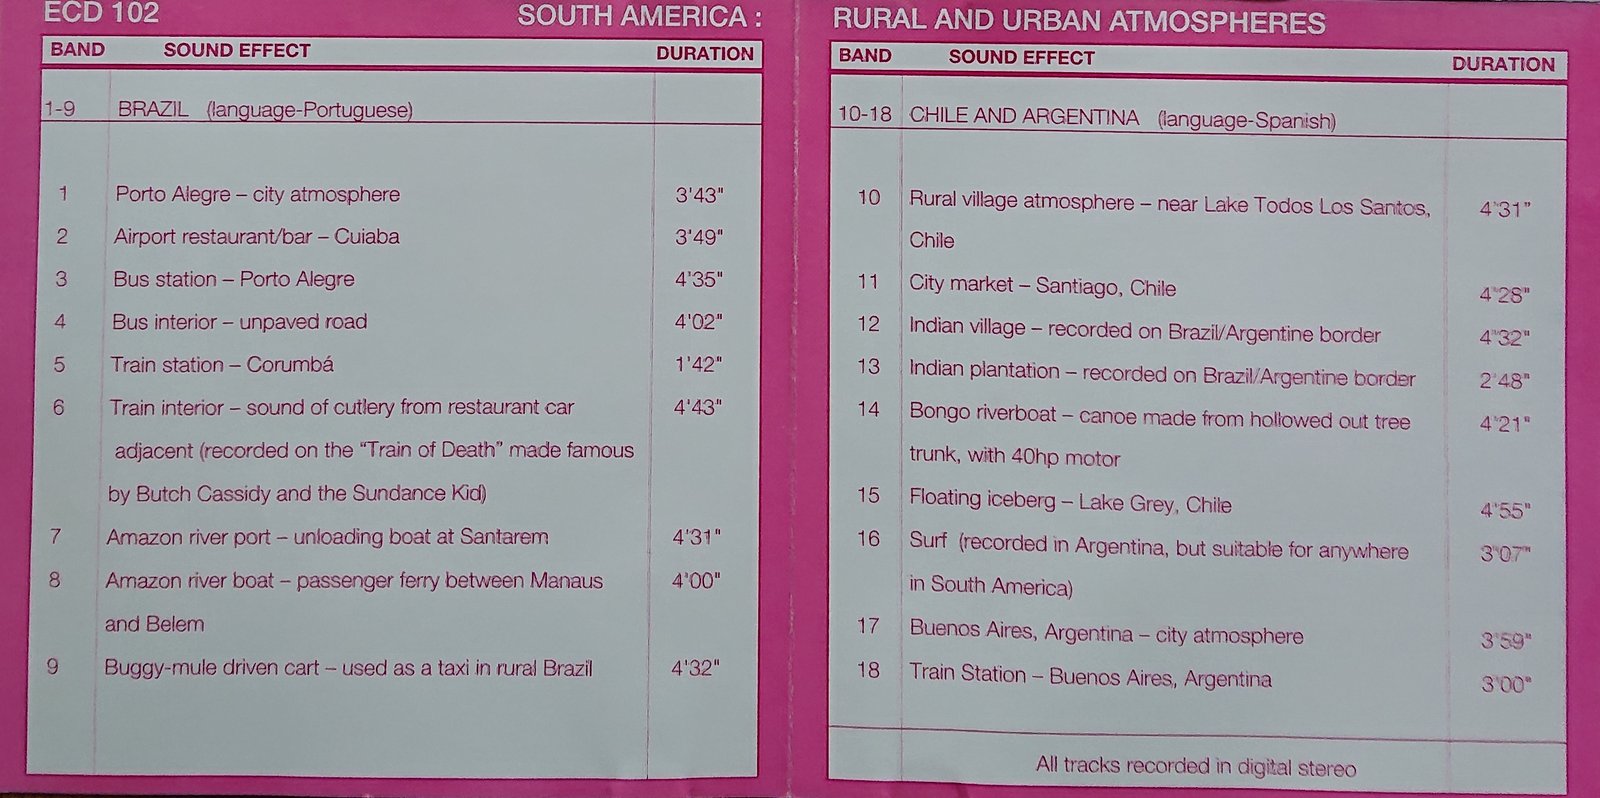 ECD 102 SOUTH AMERICA :
BAND SOUND EFFECT DURATION
1-9 BRAZIL (language-Portuguese)
1 Porto Alegre – city atmosphere 3'43"
2 Airport restaurant/bar – Cuiaba 3'49"
3 Bus station – Porto Alegre 4'35"
4 Bus interior – unpaved road 4'02"
5 Train station – Corumbá 1'42"
6 Train interior – sound of cutlery from restaurant car 4'43"
adjacent (recorded on the "Train of Death" made famous
by Butch Cassidy and the Sundance Kid)
7 Amazon river port – unloading boat at Santarem 4'31"
8 Amazon river boat – passenger ferry between Manaus 4'00"
and Belem
9 Buggy-mule driven cart – used as a taxi in rural Brazil 4'32"
RURAL AND URBAN ATMOSPHERES
BAND SOUND EFFECT DURATION
10-18 CHILE AND ARGENTINA (language-Spanish)
10 Rural village atmosphere – near Lake Todos Los Santos, 4'31"
Chile
11 City market – Santiago, Chile 4'28"
12 Indian village – recorded on Brazil/Argentine border 4'32"
13 Indian plantation – recorded on Brazil/Argentine border 2'48"
14 Bongo riverboat – canoe made from hollowed out tree 4'21"
trunk, with 40hp motor
15 Floating iceberg – Lake Grey, Chile 4'55"
16 Surf (recorded in Argentina, but suitable for anywhere 3'07"
in South America)
17 Buenos Aires, Argentina – city atmosphere 3'59"
18 Train Station – Buenos Aires, Argentina 3'00"
All tracks recorded in digital stereo